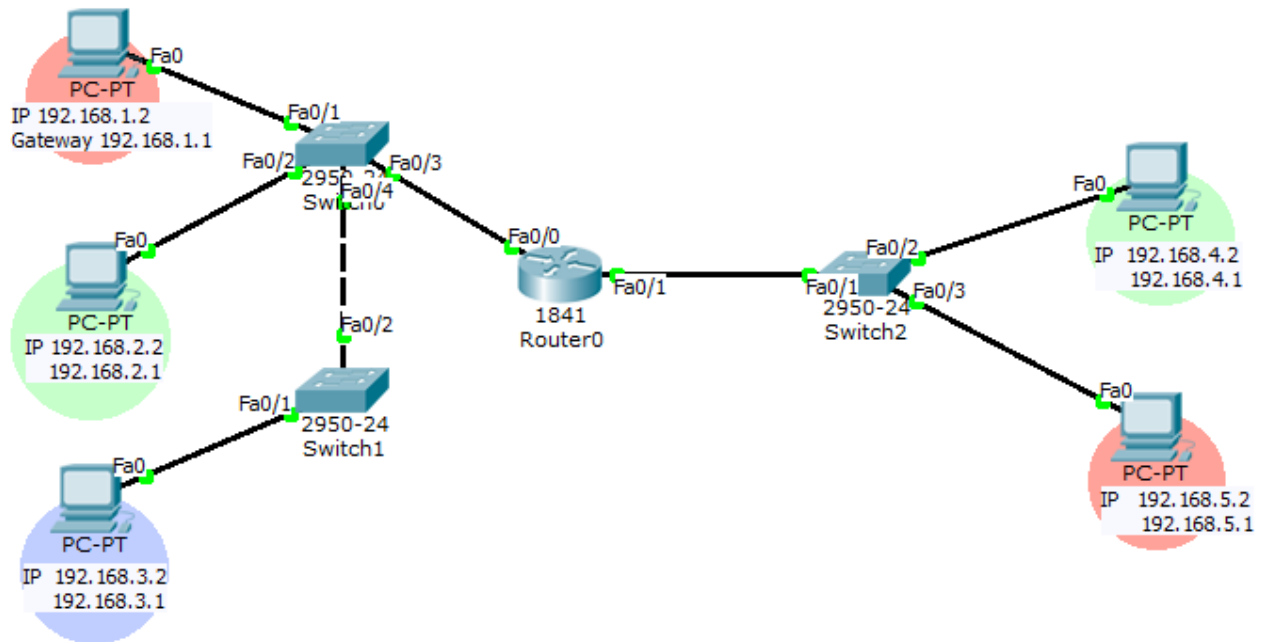 Fa0
PC-PT
IP 192.168.1.2
Gateway 192.168.1.1
Fa0/1
Fa0/2
Fa0/3
Fa0/4
2950-24
Switch0
Fa0
PC-PT
IP 192.168.2.2
192.168.2.1
Fa0/2
Fa0/1
2950-24
Switch1
Fa0
PC-PT
IP 192.168.3.2
192.168.3.1
Fa0/0
Fa0/1
1841
Router0
Fa0/1
Fa0/2
Fa0/3
2950-24
Switch2
Fa0
PC-PT
IP 192.168.4.2
192.168.4.1
Fa0
PC-PT
IP 192.168.5.2
192.168.5.1